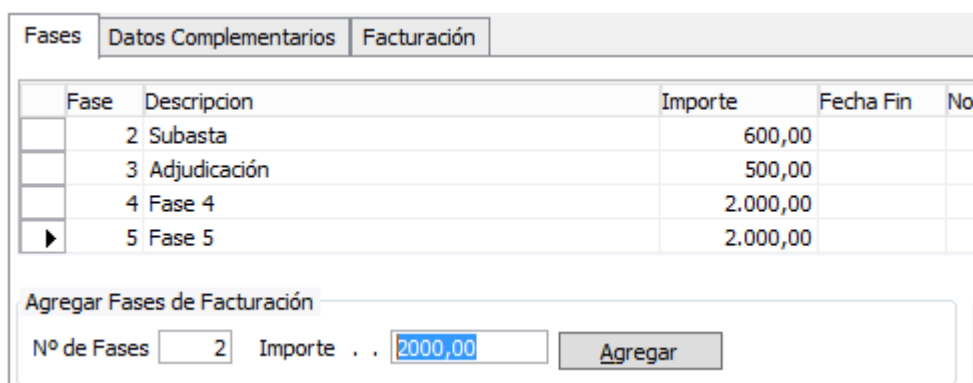 Fases Datos Complementarios Facturación
Fase Descripcion Importe Fecha Fin No
2 Subasta 600,00
3 Adjudicación 500,00
4 Fase 4 2.000,00
5 Fase 5 2.000,00
Agregar Fases de Facturación
Nº de Fases 2 Importe . . 2000,00 Agregar